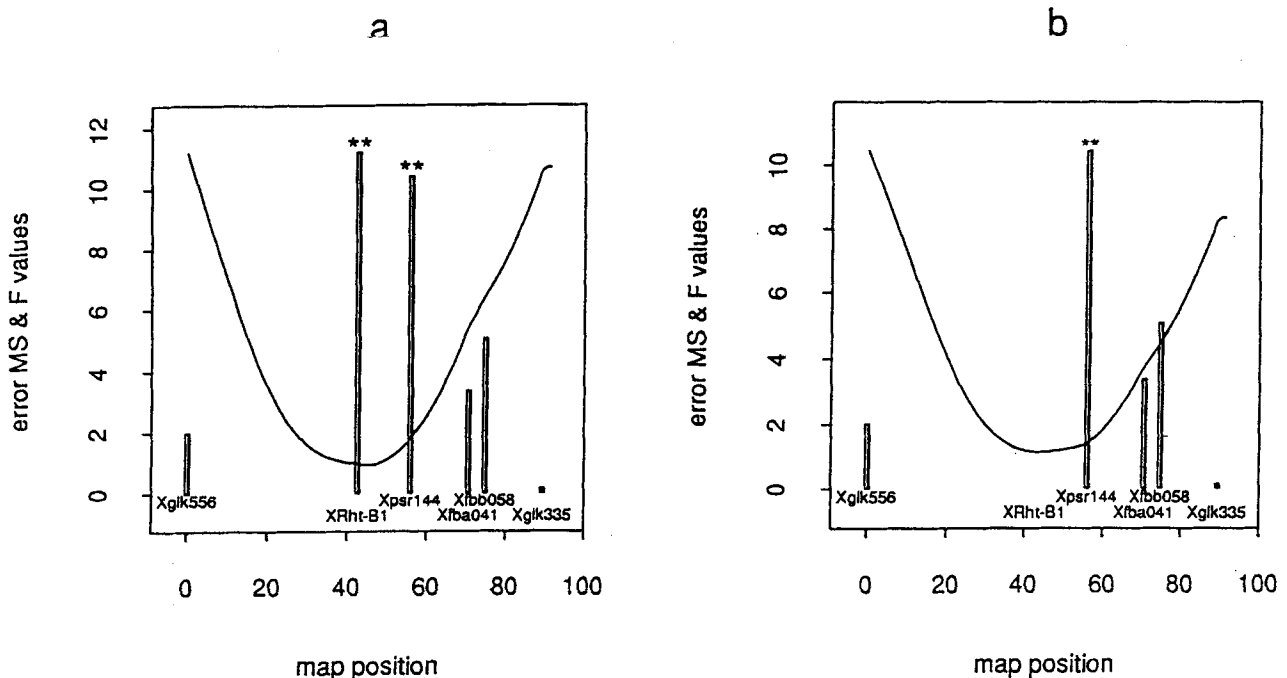 a
error MS & F values
12
10
8
6
4
2
0
** **
Xglk556
XRht-B1
Xpsr144
Xfba041
Xfbb058
Xglk335
0 20 40 60 80 100
map position
b
error MS & F values
10
8
6
4
2
0
**
Xglk556
XRht-B1
Xpsr144
Xfba041
Xfbb058
Xglk335
0 20 40 60 80 100
map position